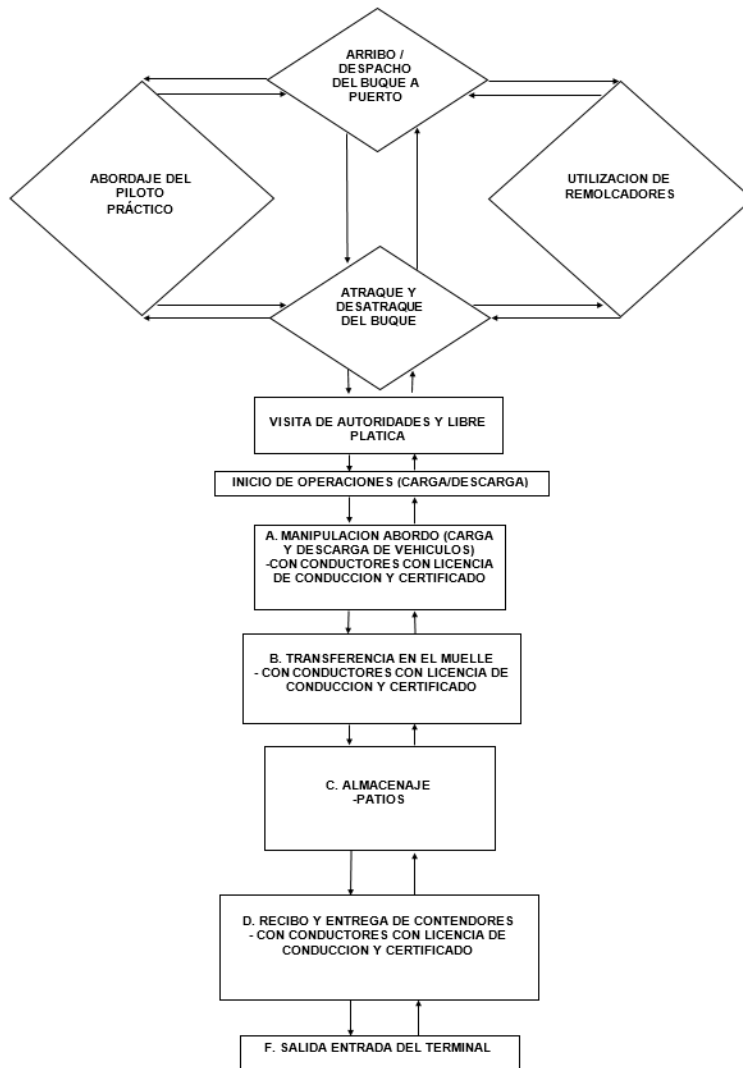 ARRIBO /
DESPACHO
DEL BUQUE A
PUERTO
ABORDAJE DEL
PILOTO
PRÁCTICO
UTILIZACION DE
REMOLCADORES
ATRAQUE Y
DESATRAQUE
DEL BUQUE
VISITA DE AUTORIDADES Y LIBRE
PLATICA
INICIO DE OPERACIONES (CARGA/DESCARGA)
A. MANIPULACION ABORDO (CARGA
Y DESCARGA DE VEHICULOS)
-CON CONDUCTORES CON LICENCIA
DE CONDUCCION Y CERTIFICADO
B. TRANSFERENCIA EN EL MUELLE
- CON CONDUCTORES CON LICENCIA DE
CONDUCCION Y CERTIFICADO
C. ALMACENAJE
-PATIOS
D. RECIBO Y ENTREGA DE CONTENDORES
- CON CONDUCTORES CON LICENCIA DE
CONDUCCION Y CERTIFICADO
F. SALIDA ENTRADA DEL TERMINAL